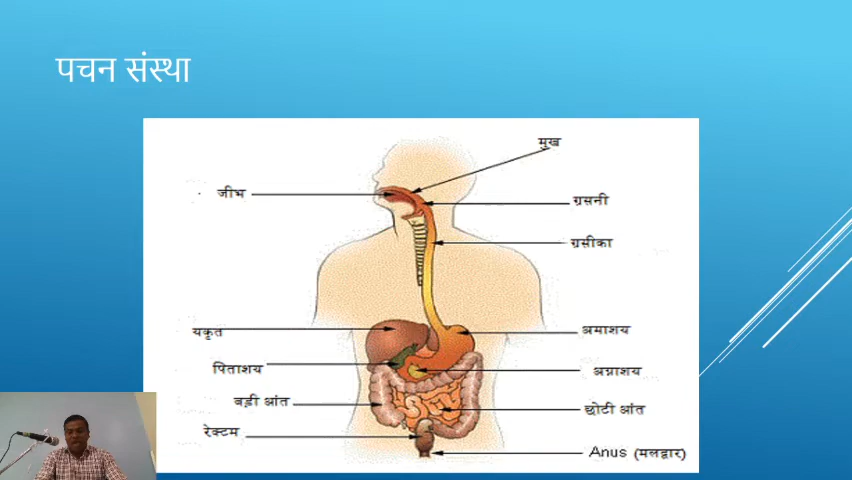 पचन संस्था
मुख
जीभ
ग्रसनी
ग्रसीका
यकृत
अमाशय
पिताशय
अग्नाशय
बड़ी आंत
छोटी आंत
रेक्टम
Anus (मलद्वार)